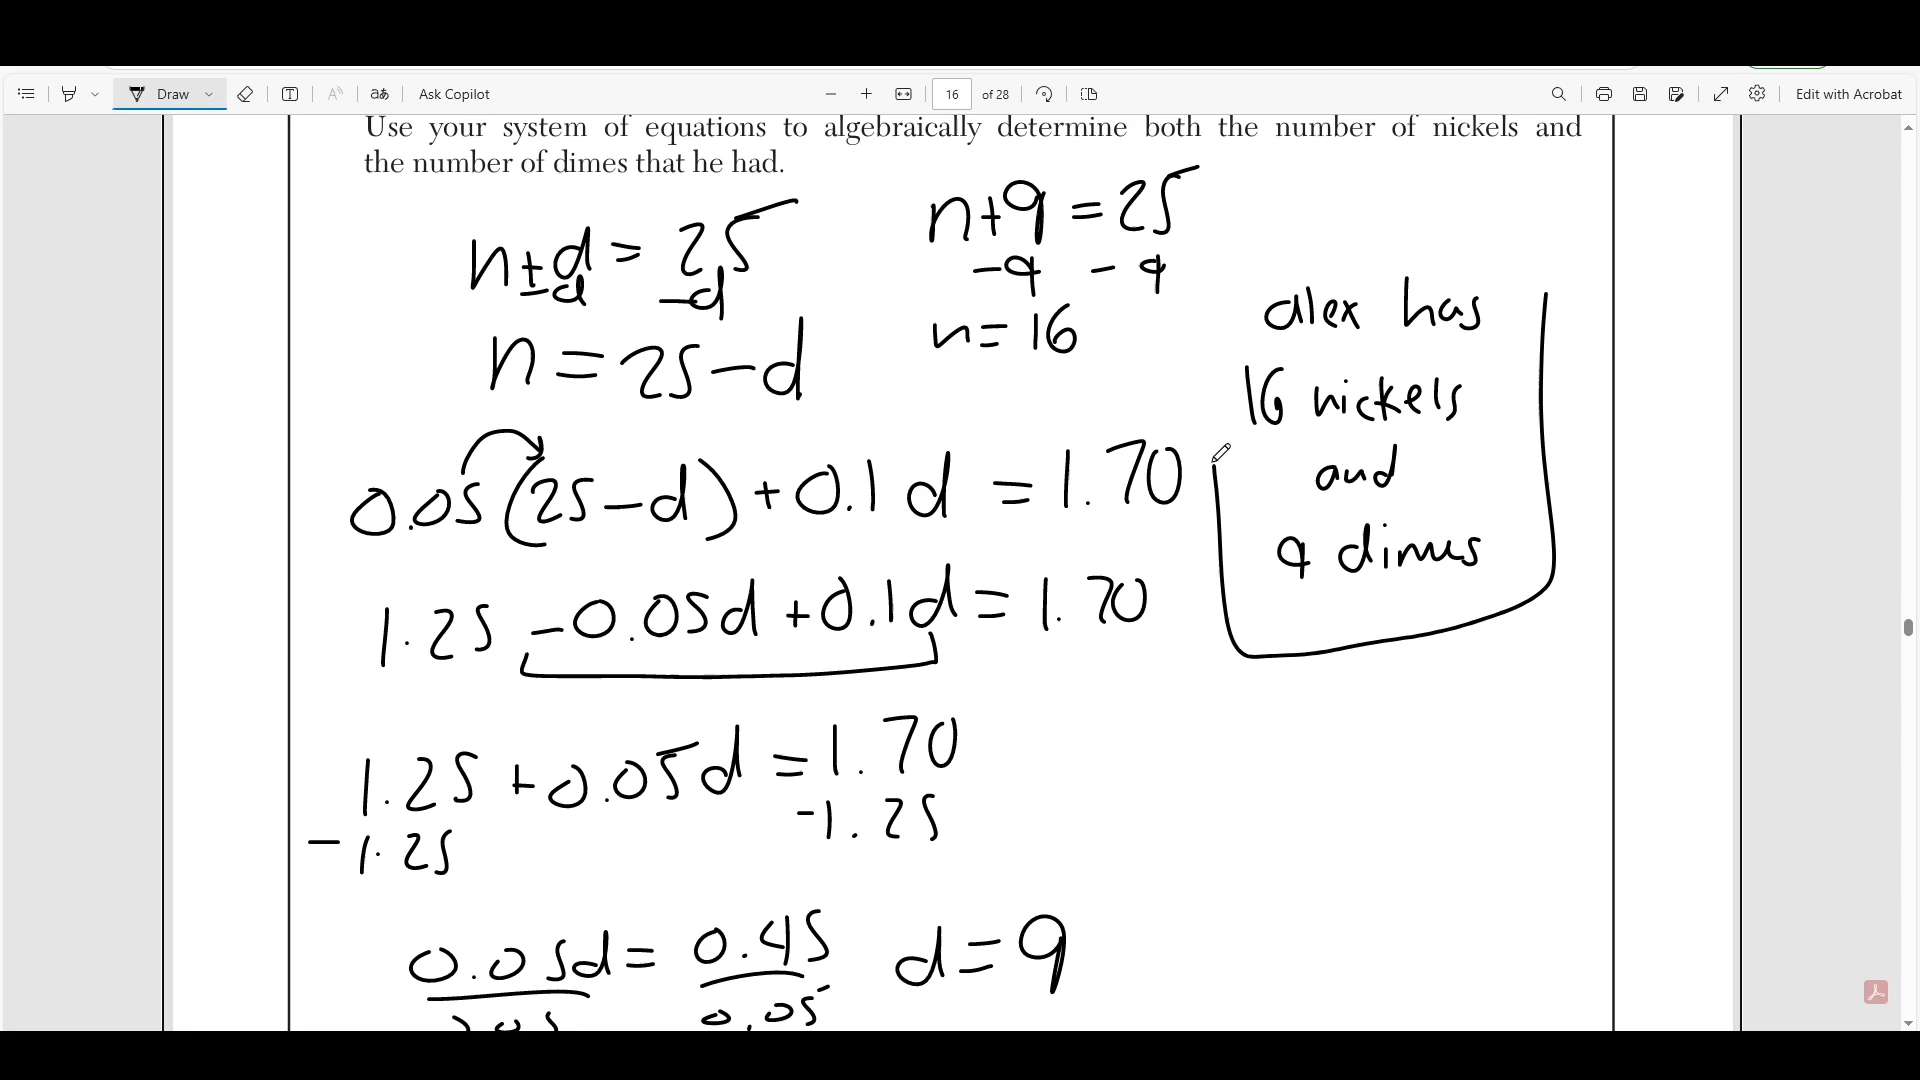 Draw
aあ
Ask Copilot
16 of 28
Edit with Acrobat
Use your system of equations to algebraically determine both the number of nickels and
the number of dimes that he had.
n+d = 25
-d -d
n = 25-d
n+9 = 25
-9 - 9
n= 16
0.05(25-d)+0.1d = 1.70
1.25 -0.05d+0.1d = 1.70
1.25 +0.05d = 1.70
-1.25 -1.25
0.05d = 0.45
0.05 0.05
d=9
alex has
16 nickels
and
9 dimes